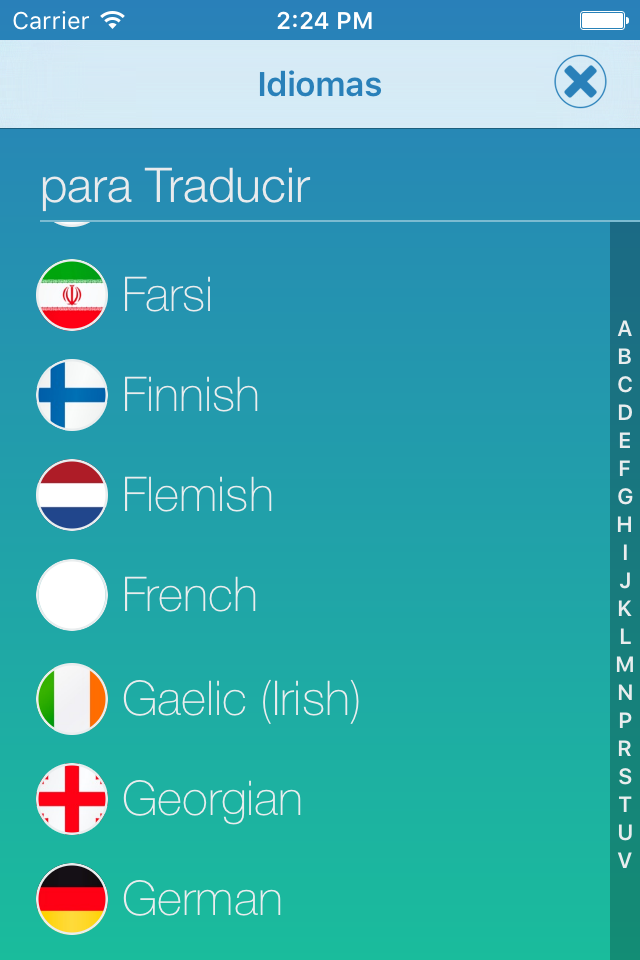 Carrier 2:24 PM
Idiomas
para Traducir
Farsi
Finnish
Flemish
French
Gaelic (Irish)
Georgian
German
A
B
C
D
E
F
G
H
I
J
K
L
M
N
P
R
S
T
U
V